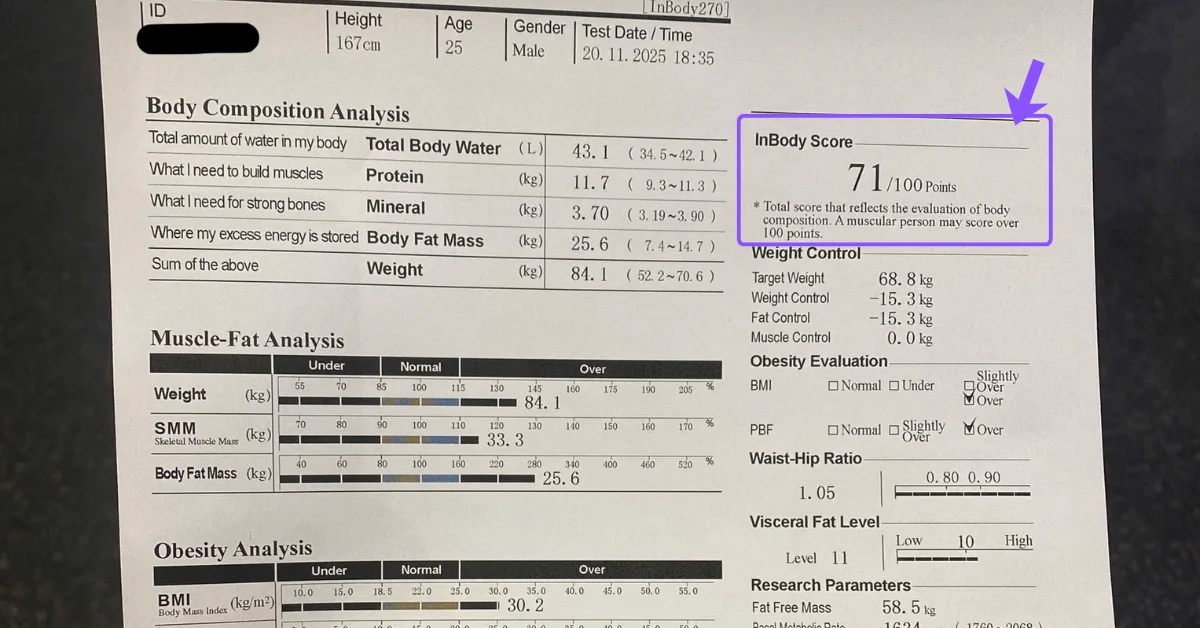 [InBody270]
ID
Height
167cm
Age
25
Gender
Male
Test Date / Time
20. 11. 2025 18:35
Body Composition Analysis
Total amount of water in my body Total Body Water (L) 43. 1 ( 34. 5~42. 1 )
What I need to build muscles Protein (kg) 11. 7 ( 9. 3~11. 3 )
What I need for strong bones Mineral (kg) 3. 70 ( 3. 19~3. 90 )
Where my excess energy is stored Body Fat Mass (kg) 25. 6 ( 7. 4~14. 7 )
Sum of the above Weight (kg) 84. 1 ( 52. 2~70. 6 )
Muscle-Fat Analysis
Under Normal Over
Weight (kg) 55 70 85 100 115 130 145 160 175 190 205 %
84. 1
SMM (kg) 70 80 90 100 110 120 130 140 150 160 170 %
Skeletal Muscle Mass 33. 3
Body Fat Mass (kg) 40 60 80 100 160 220 280 340 400 460 520 %
25. 6
Obesity Analysis
Under Normal Over
BMI (kg/m²) 10. 0 15. 0 18. 5 22. 0 25. 0 30. 0 35. 0 40. 0 45. 0 50. 0 55. 0
Body Mass Index 30. 2
InBody Score
71/100 Points
* Total score that reflects the evaluation of body
composition. A muscular person may score over
100 points.
Weight Control
Target Weight 68. 8 kg
Weight Control −15. 3 kg
Fat Control −15. 3 kg
Muscle Control 0. 0 kg
Obesity Evaluation
BMI Normal Under Slightly
Over
Over
PBF Normal Slightly
Over Over
Waist-Hip Ratio
1. 05 0. 80 0. 90
Visceral Fat Level
Level 11 Low 10 High
Research Parameters
Fat Free Mass 58. 5 kg